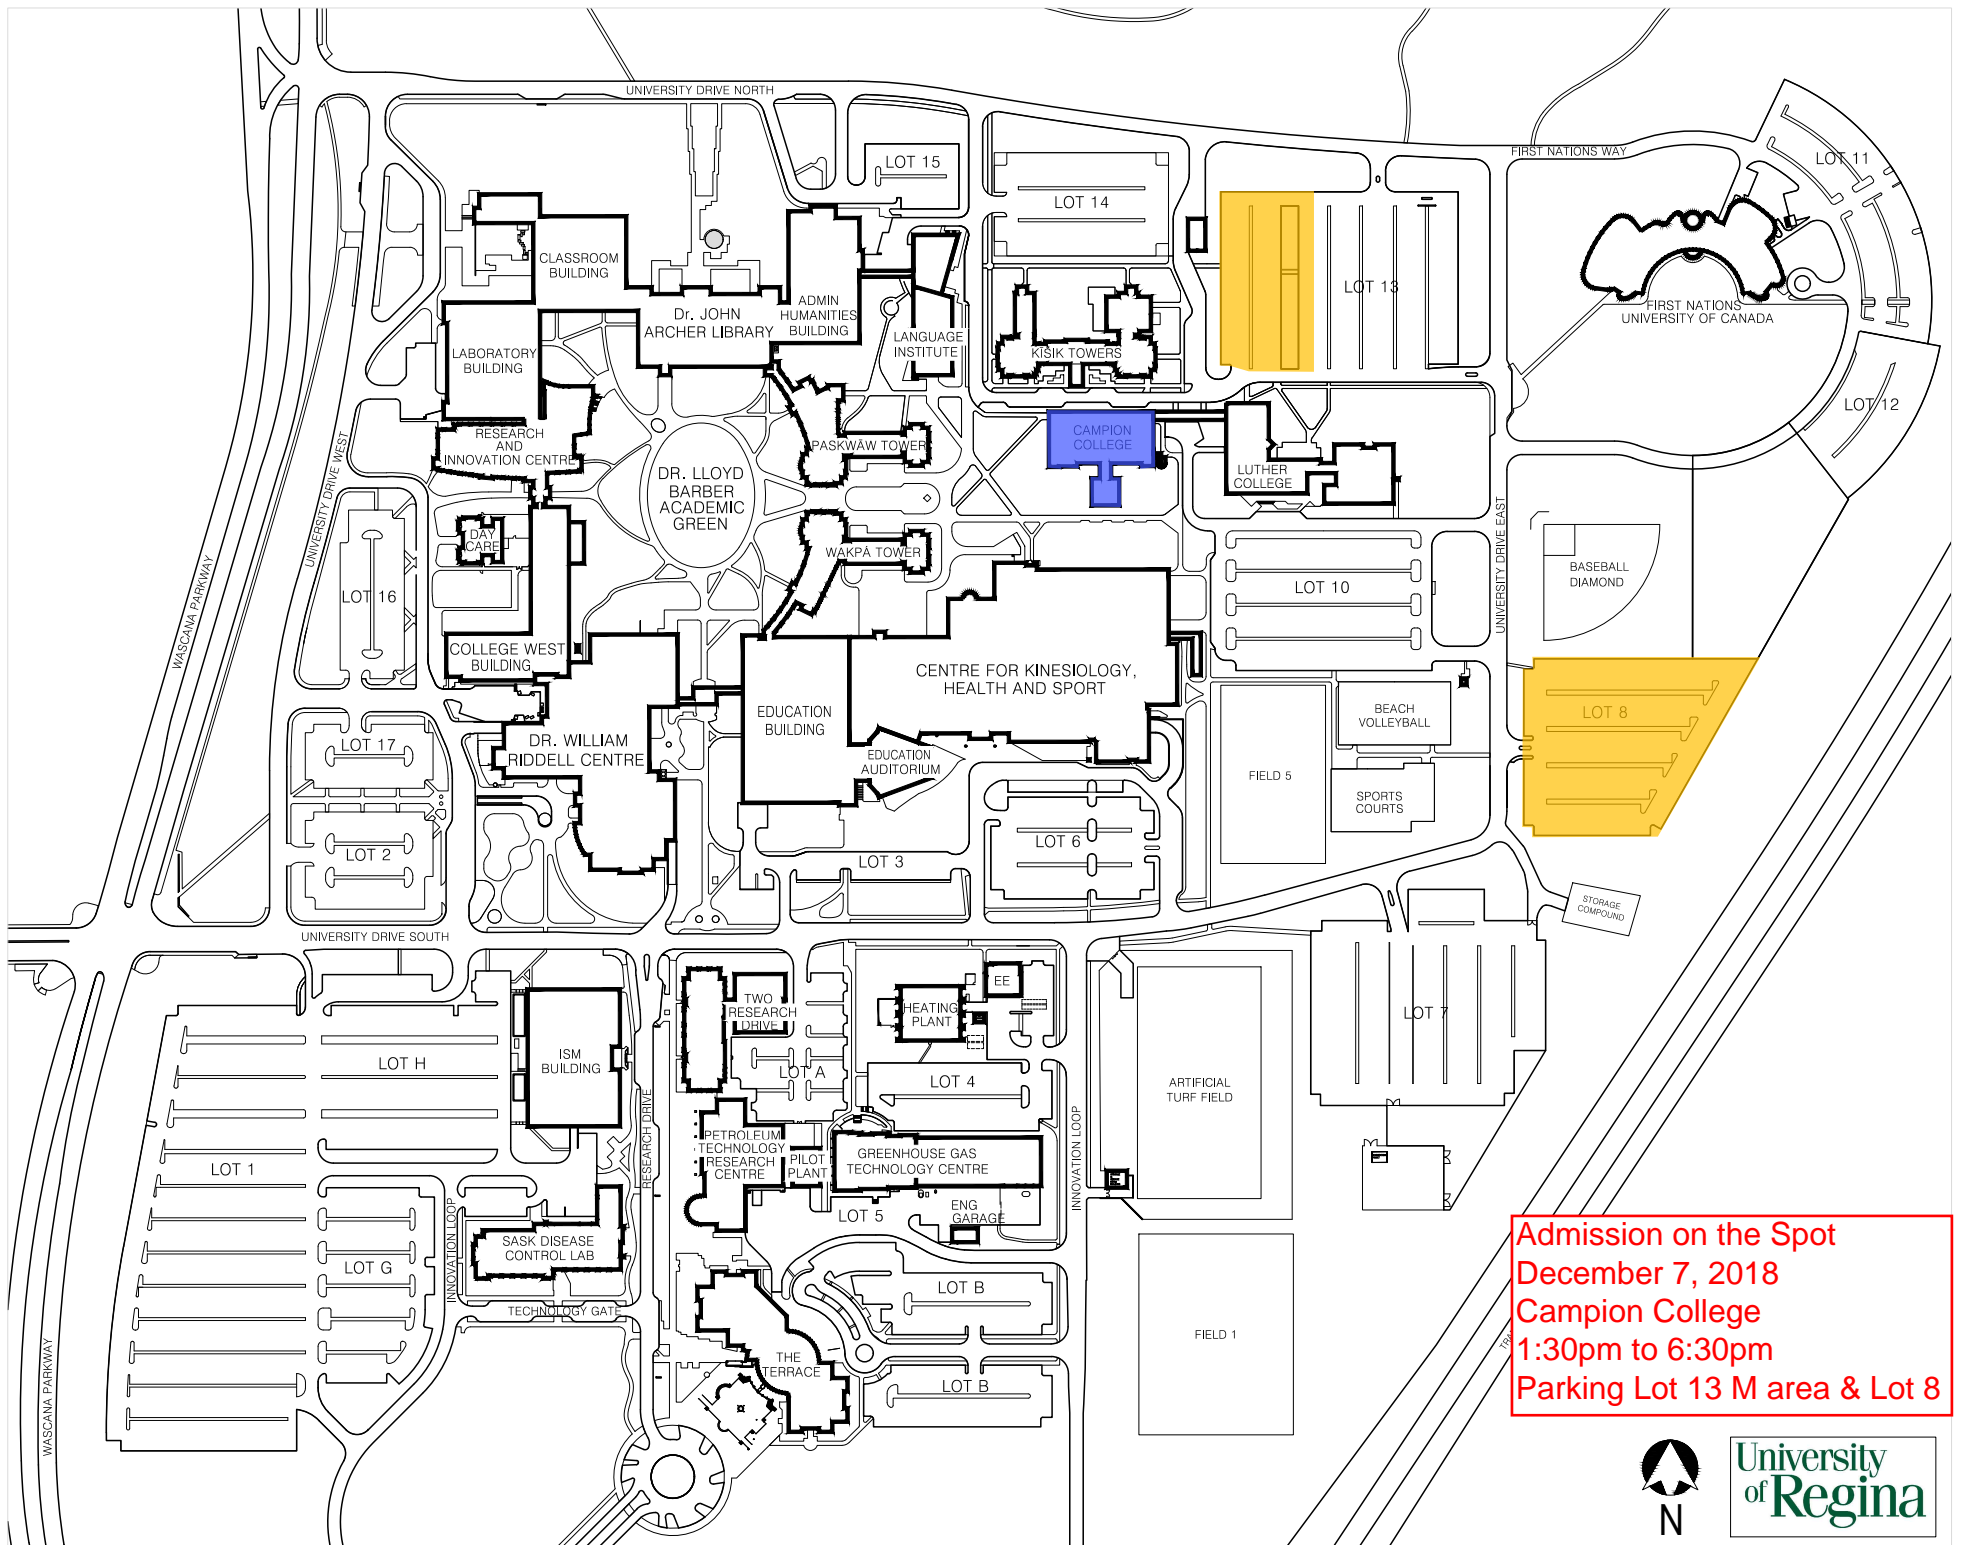 UNIVERSITY DRIVE NORTH
FIRST NATIONS WAY
LOT 11
LOT 15
LOT 14
CLASSROOM
BUILDING
LOT 13
Dr. JOHN
ARCHER LIBRARY
ADMIN
HUMANITIES
BUILDING
FIRST NATIONS
UNIVERSITY OF CANADA
LANGUAGE
INSTITUTE
KĪSIK TOWERS
LABORATORY
BUILDING
LOT 12
RESEARCH
AND
INNOVATION CENTRE
PASKWĀW TOWER
CAMPION
COLLEGE
LUTHER
COLLEGE
DR. LLOYD
BARBER
ACADEMIC
GREEN
UNIVERSITY DRIVE WEST
UNIVERSITY DRIVE EAST
DAY
CARE
WAKPÁ TOWER
BASEBALL
DIAMOND
LOT 10
LOT 16
WASCANA PARKWAY
COLLEGE WEST
BUILDING
CENTRE FOR KINESIOLOGY,
HEALTH AND SPORT
EDUCATION
BUILDING
BEACH
VOLLEYBALL
LOT 8
LOT 17
DR. WILLIAM
RIDDELL CENTRE
EDUCATION
AUDITORIUM
FIELD 5
SPORTS
COURTS
LOT 2
LOT 3
LOT 6
STORAGE
COMPOUND
UNIVERSITY DRIVE SOUTH
TWO
RESEARCH
DRIVE
EE
HEATING
PLANT
LOT 7
LOT H
ISM
BUILDING
LOT A
LOT 4
ARTIFICIAL
TURF FIELD
RESEARCH DRIVE
INNOVATION LOOP
PETROLEUM
TECHNOLOGY
RESEARCH
CENTRE
PILOT
PLANT
GREENHOUSE GAS
TECHNOLOGY CENTRE
LOT 1
LOT 5
ENG
GARAGE
INNOVATION LOOP
SASK DISEASE
CONTROL LAB
LOT G
LOT B
TECHNOLOGY GATE
FIELD 1
THE
TERRACE
LOT B
WASCANA PARKWAY
TRA
Admission on the Spot
December 7, 2018
Campion College
1:30pm to 6:30pm
Parking Lot 13 M area & Lot 8
N
University
of Regina